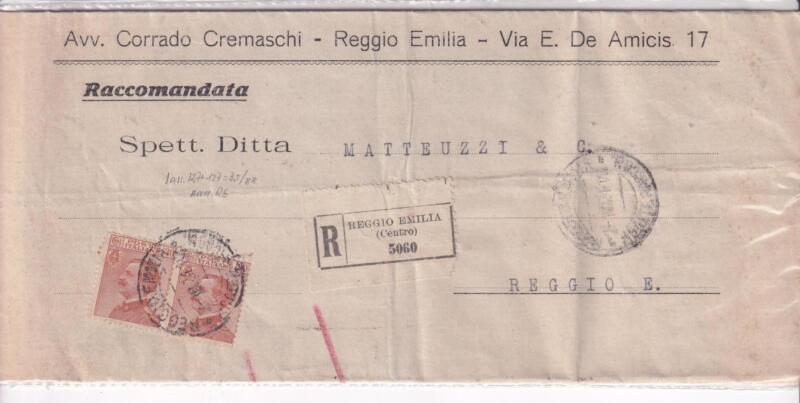 Avv. Corrado Cremaschi - Reggio Emilia - Via E. De Amicis 17
Raccomandata
Spett. Ditta MATTEUZZI & C.
R REGGIO EMILIA
(Centro)
5060
REGGIO E.